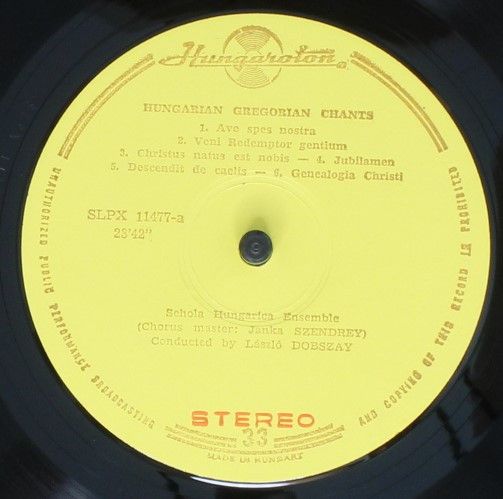 Hungaroton
HUNGARIAN GREGORIAN CHANTS
1. Ave spes nostra
2. Veni Redemptor gentium
3. Christus natus est nobis — 4. Jubilamen
5. Descendit de caelis — 6. Genealogia Christi
SLPX 11477-a
23'42"
Schola Hungarica Ensemble
(Chorus master: Janka SZENDREY)
Conducted by László DOBSZAY
STEREO
33
MADE IN HUNGARY
UNAUTHORIZED PUBLIC PERFORMANCE BROADCASTING AND COPYING OF THIS RECORD PROHIBITED